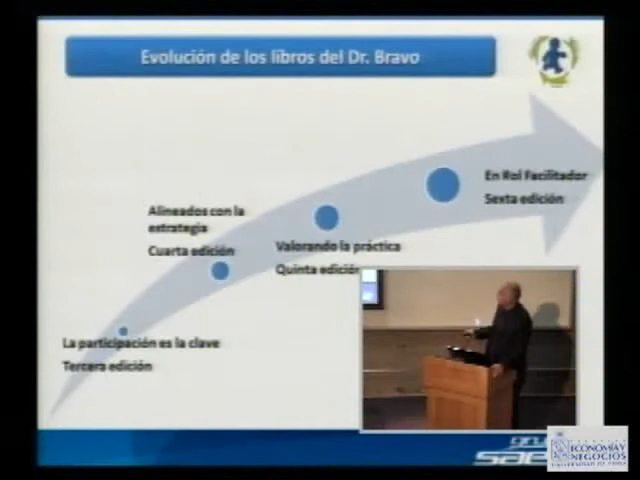 Evolución de los libros del Dr. Bravo
En Rol Facilitador
Sexta edición
Alineados con la
estrategia
Cuarta edición
Valorando la práctica
Quinta edición
La participación es la clave
Tercera edición
ECONOMIA Y
NEGOCIOS